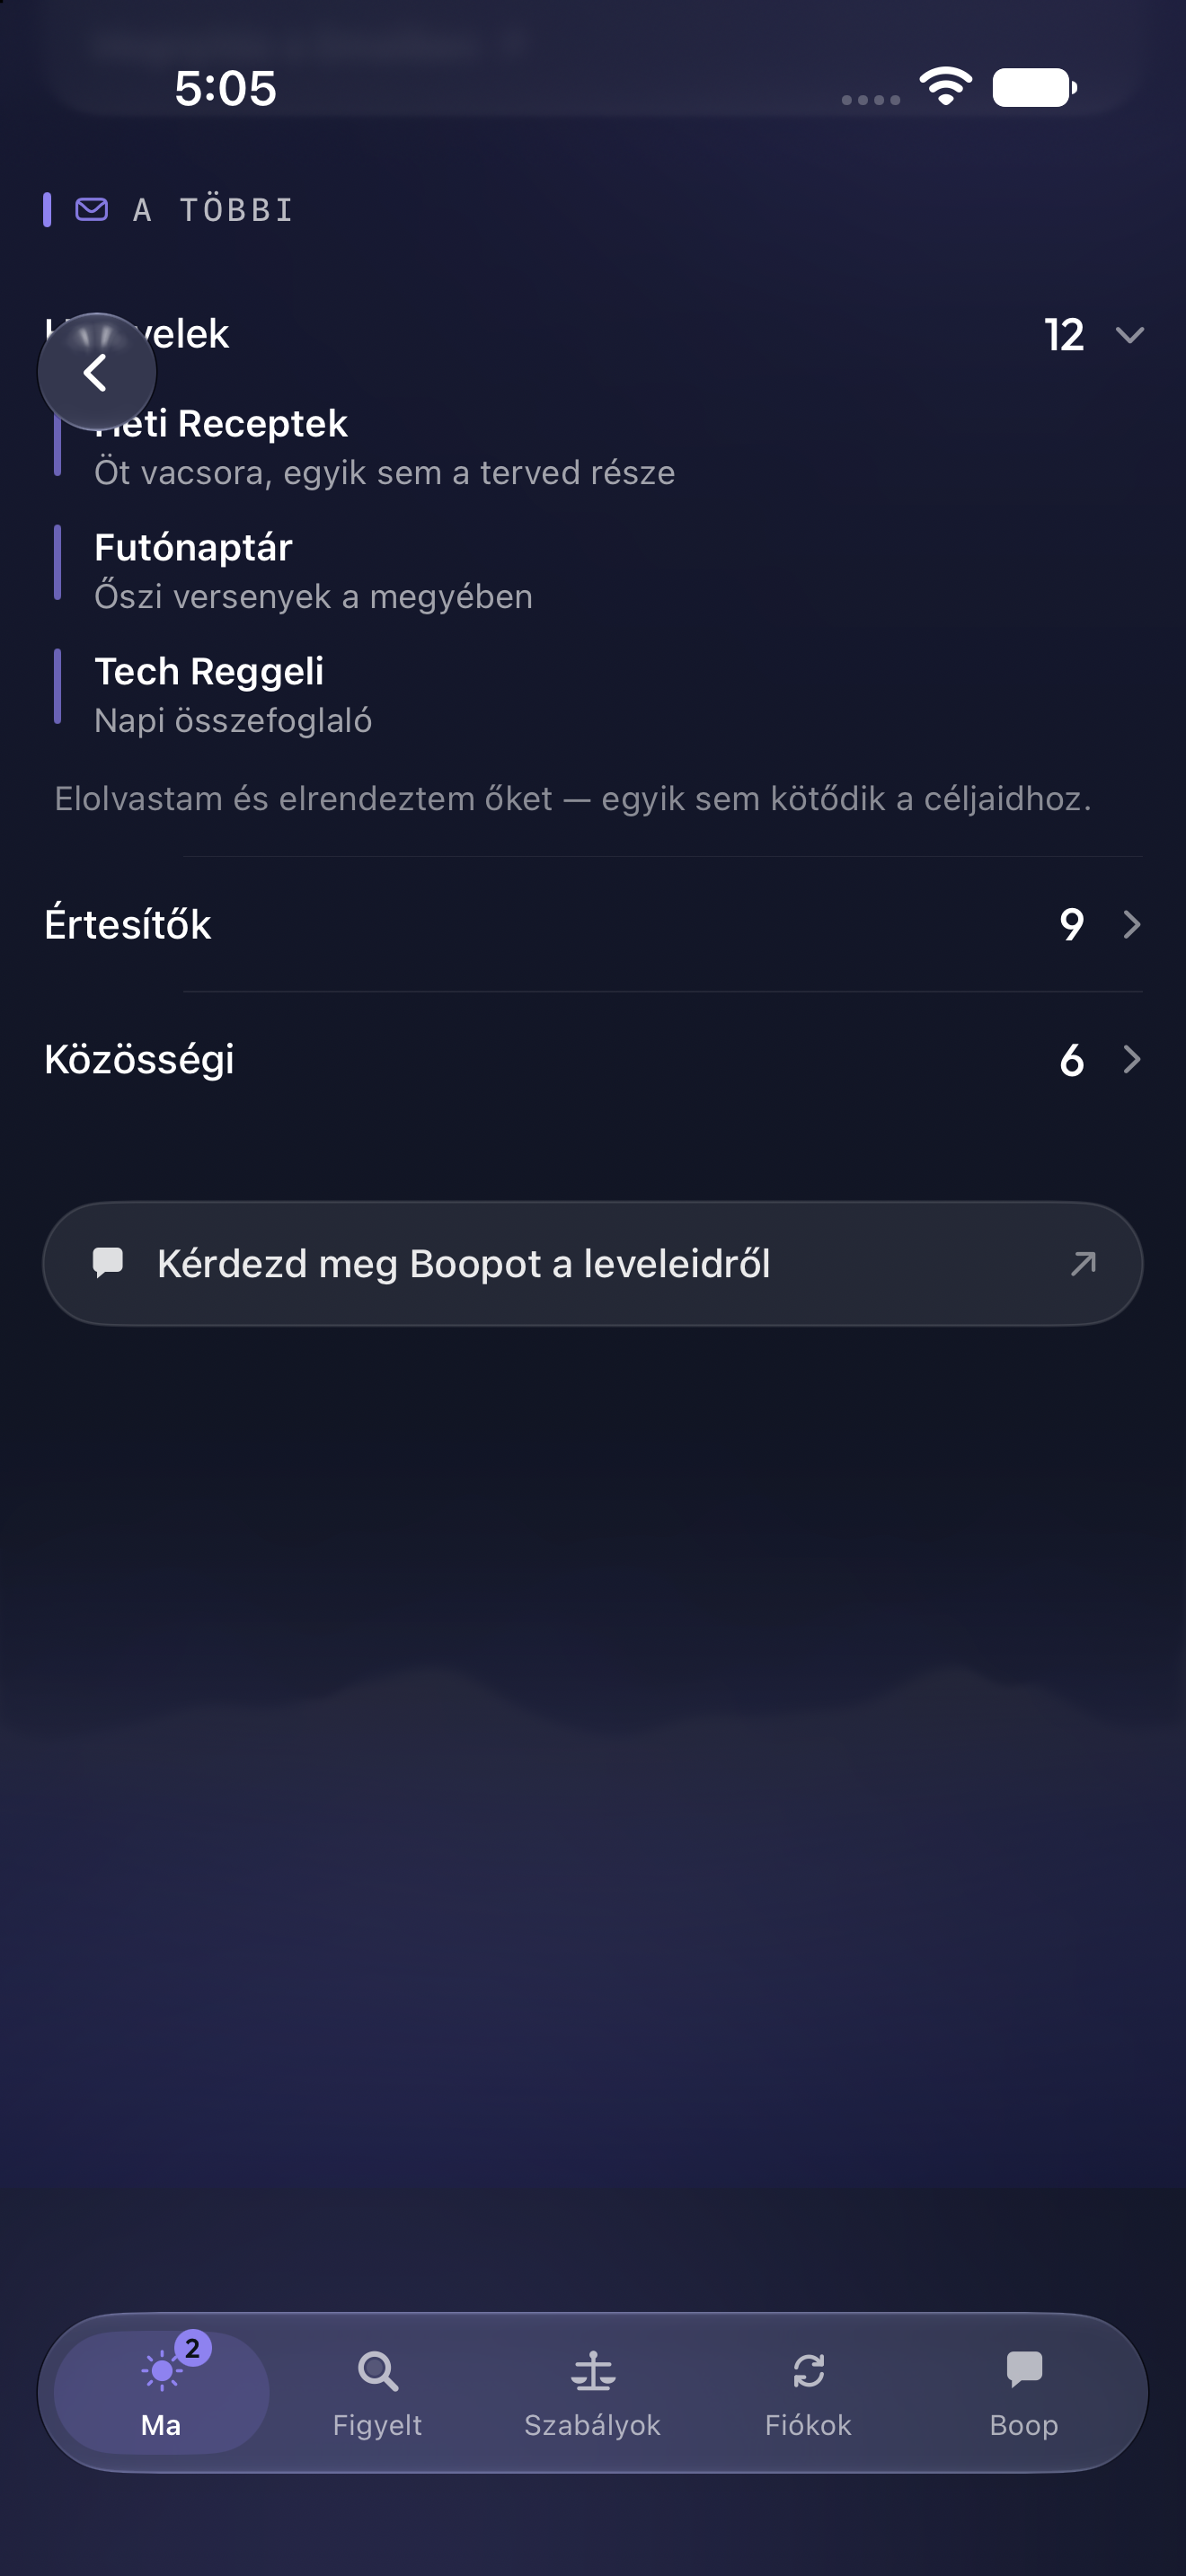 5:05
A TÖBBI
12
Receptek
Öt vacsora, egyik sem a terved része
Futónaptár
Őszi versenyek a megyében
Tech Reggeli
Napi összefoglaló
Elolvastam és elrendeztem őket — egyik sem kötődik a céljaidhoz.
Értesítők 9
Közösségi 6
Kérdezd meg Boopot a leveleidről
2
Ma Figyelt Szabályok Fiókok Boop